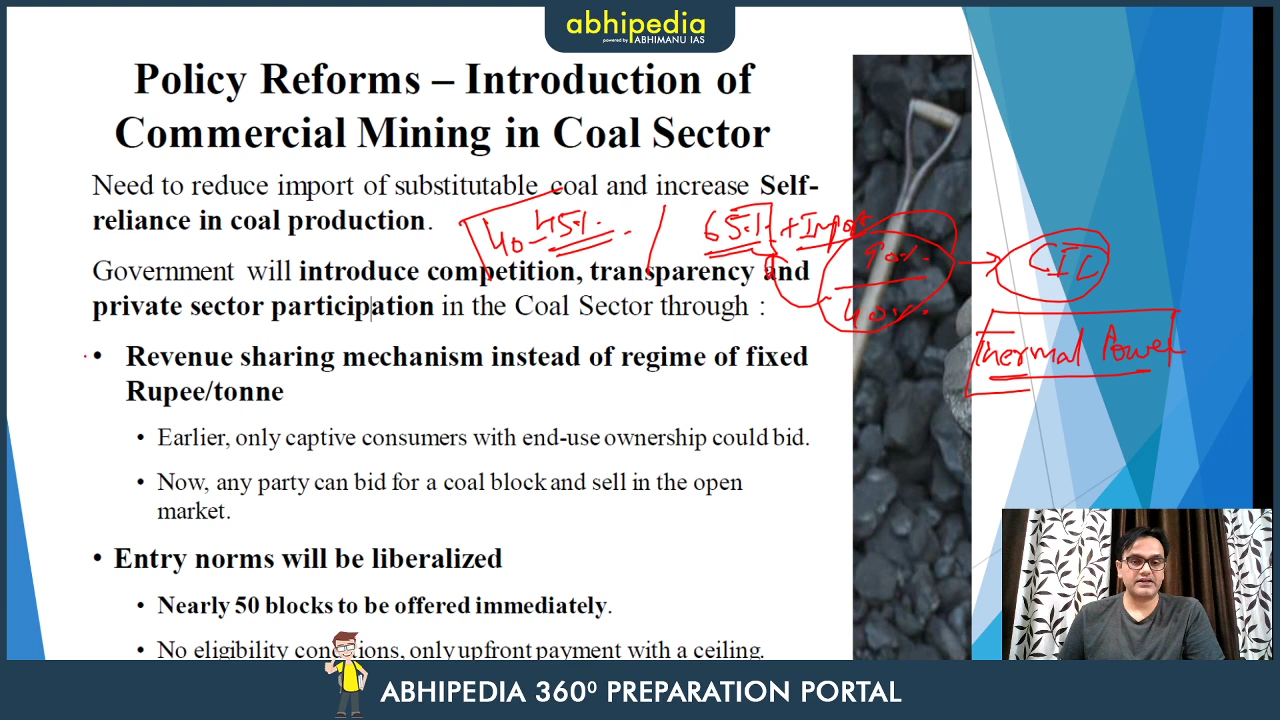 abhipedia
powered by ABHIMANU IAS
Policy Reforms – Introduction of
Commercial Mining in Coal Sector
Need to reduce import of substitutable coal and increase Self-
reliance in coal production.
40-45%. / 65% + Import
90%.
40%.
CIL
Thermal Power
Government will introduce competition, transparency and
private sector participation in the Coal Sector through :
• Revenue sharing mechanism instead of regime of fixed
Rupee/tonne
• Earlier, only captive consumers with end-use ownership could bid.
• Now, any party can bid for a coal block and sell in the open
market.
• Entry norms will be liberalized
• Nearly 50 blocks to be offered immediately.
• No eligibility conditions, only upfront payment with a ceiling.
ABHIPEDIA 360⁰ PREPARATION PORTAL